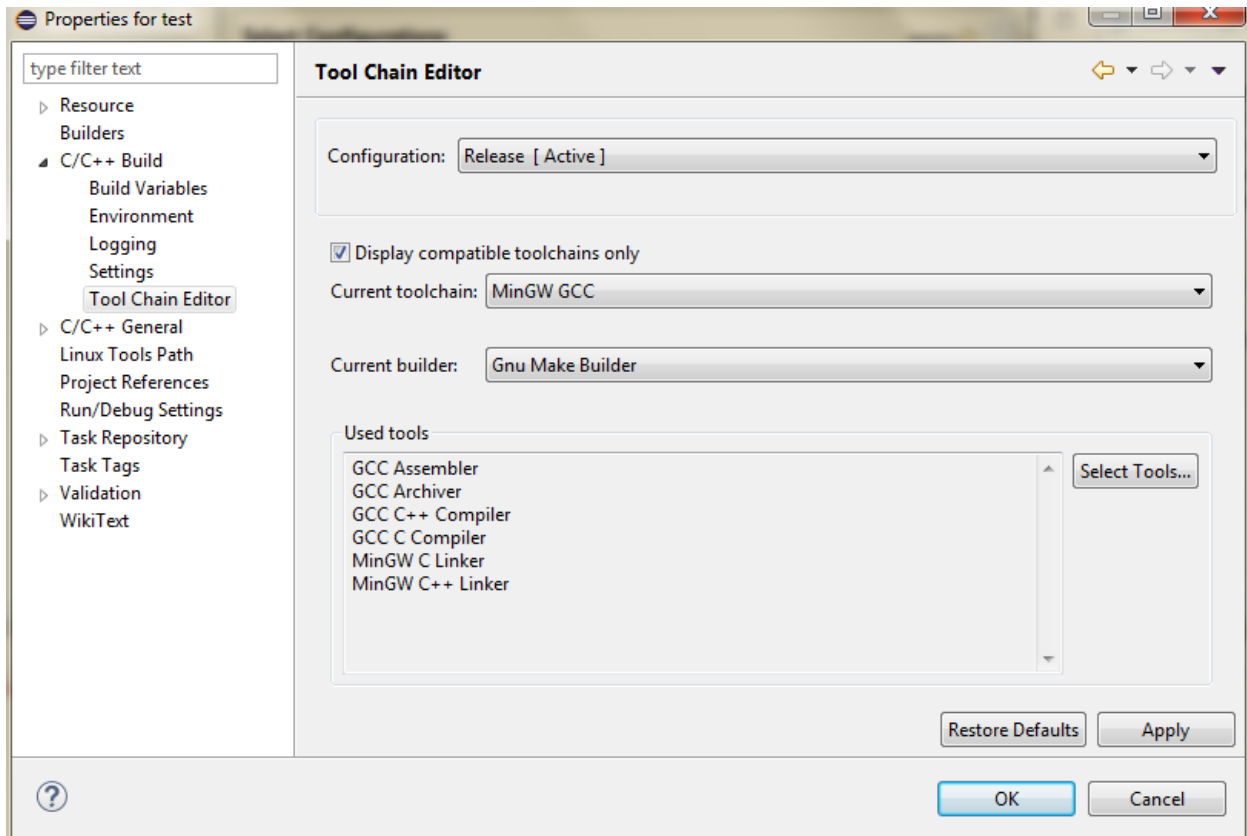 Properties for test
type filter text
Resource
Builders
C/C++ Build
Build Variables
Environment
Logging
Settings
Tool Chain Editor
C/C++ General
Linux Tools Path
Project References
Run/Debug Settings
Task Repository
Task Tags
Validation
WikiText
Tool Chain Editor
Configuration: Release [ Active ]
Display compatible toolchains only
Current toolchain: MinGW GCC
Current builder: Gnu Make Builder
Used tools
GCC Assembler
GCC Archiver
GCC C++ Compiler
GCC C Compiler
MinGW C Linker
MinGW C++ Linker
Select Tools...
Restore Defaults
Apply
?
OK
Cancel